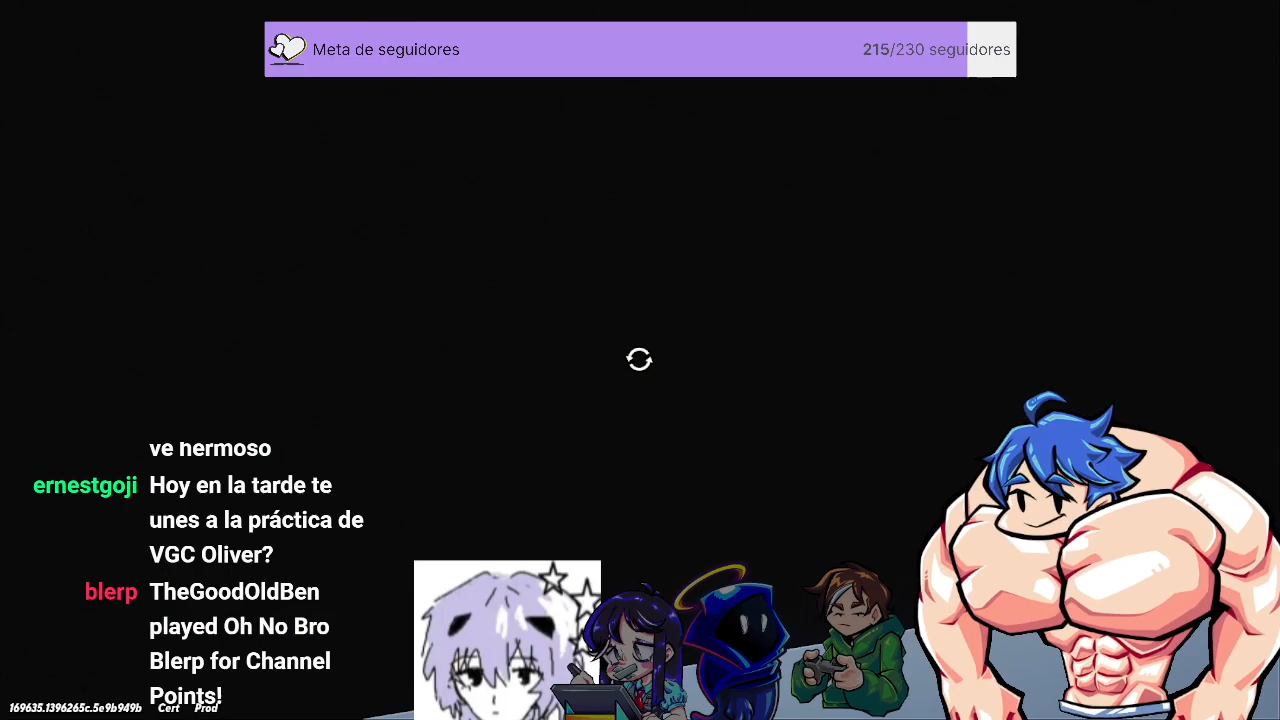 Meta de seguidores
215/230 seguidores
ve hermoso
ernestgoji Hoy en la tarde te
unes a la práctica de
VGC Oliver?
blerp TheGoodOldBen
played Oh No Bro
Blerp for Channel
Points!
169635.1396265c.5e9b949b Cert Prod